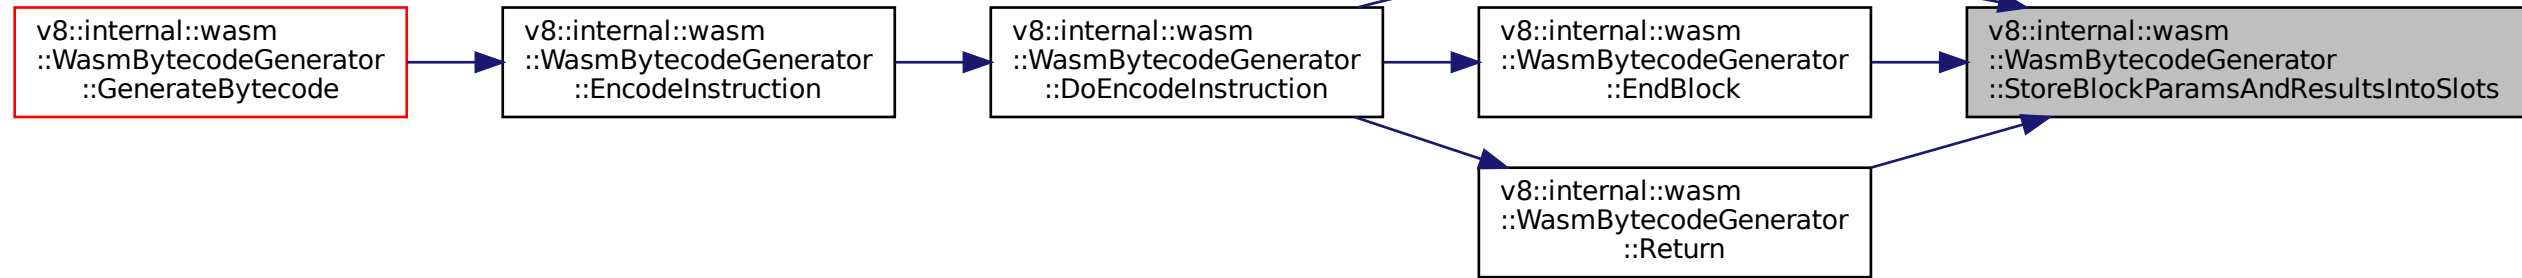 v8::internal::wasm
::WasmBytecodeGenerator
::GenerateBytecode
v8::internal::wasm
::WasmBytecodeGenerator
::EncodeInstruction
v8::internal::wasm
::WasmBytecodeGenerator
::DoEncodeInstruction
v8::internal::wasm
::WasmBytecodeGenerator
::EndBlock
v8::internal::wasm
::WasmBytecodeGenerator
::StoreBlockParamsAndResultsIntoSlots
v8::internal::wasm
::WasmBytecodeGenerator
::Return